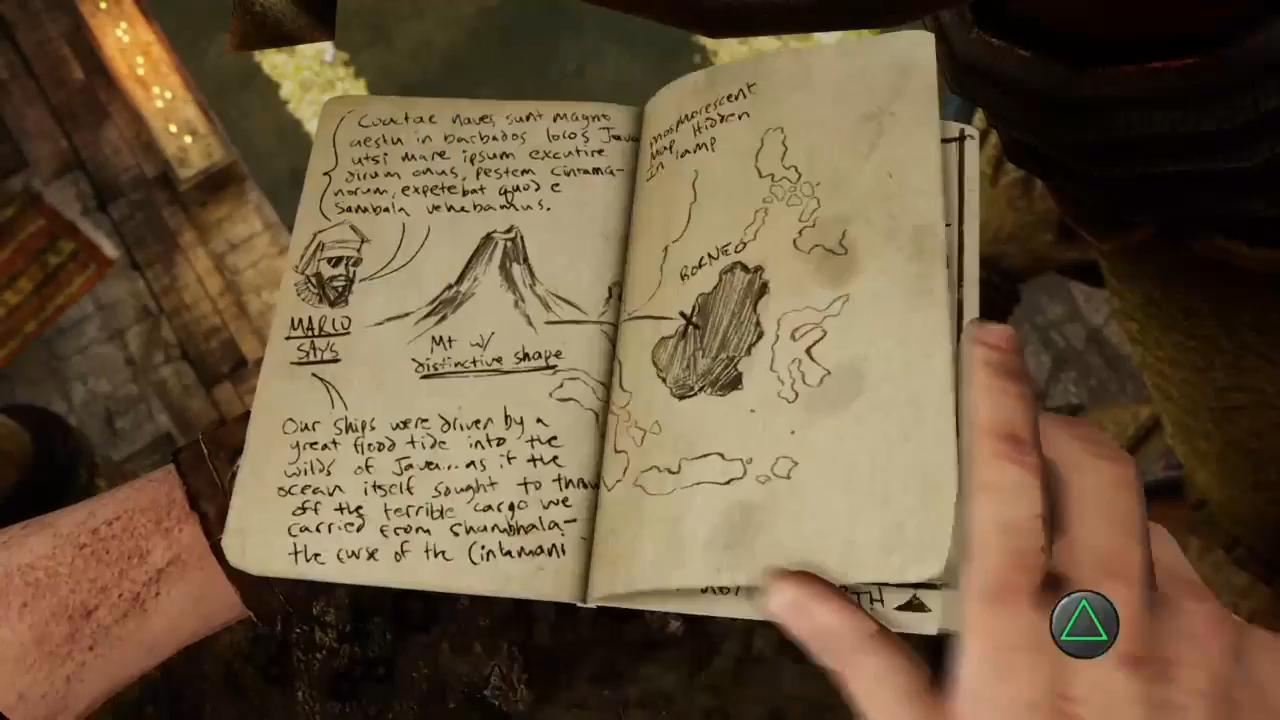 Coactae naves sunt magno
aestu in barbados locos Java
utsi mare ipsum excutire
dirum onus, pestem cintama-
norum, expetebat quod e
Sambala vehebamus.
MARCO
SAYS
Mt w/
distinctive shape
Our ships were driven by a
great flood tide into the
wilds of Java... as if the
ocean itself sought to throw
off the terrible cargo we
carried from Shambhala-
the curse of the Cintamani
Phosphorescent
Map, Hidden
In lamp
BORNEO